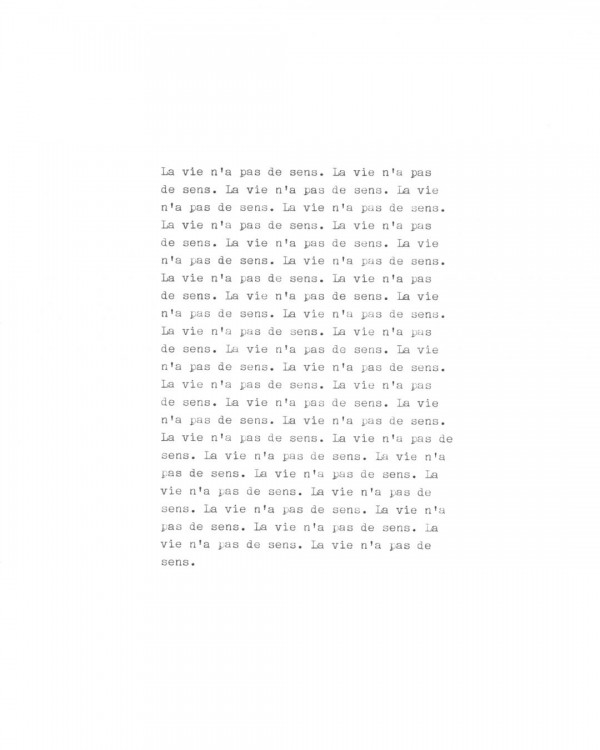 La vie n'a pas de sens. La vie n'a pas
de sens. La vie n'a pas de sens. La vie
n'a pas de sens. La vie n'a pas de sens.
La vie n'a pas de sens. La vie n'a pas
de sens. La vie n'a pas de sens. La vie
n'a pas de sens. La vie n'a pas de sens.
La vie n'a pas de sens. La vie n'a pas
de sens. La vie n'a pas de sens. La vie
n'a pas de sens. La vie n'a pas de sens.
La vie n'a pas de sens. La vie n'a pas
de sens. La vie n'a pas de sens. La vie
n'a pas de sens. La vie n'a pas de sens.
La vie n'a pas de sens. La vie n'a pas
de sens. La vie n'a pas de sens. La vie
n'a pas de sens. La vie n'a pas de sens.
La vie n'a pas de sens. La vie n'a pas de
sens. La vie n'a pas de sens. La vie n'a
pas de sens. La vie n'a pas de sens. La
vie n'a pas de sens. La vie n'a pas de
sens. La vie n'a pas de sens. La vie n'a
pas de sens. La vie n'a pas de sens. La
vie n'a pas de sens. La vie n'a pas de
sens.